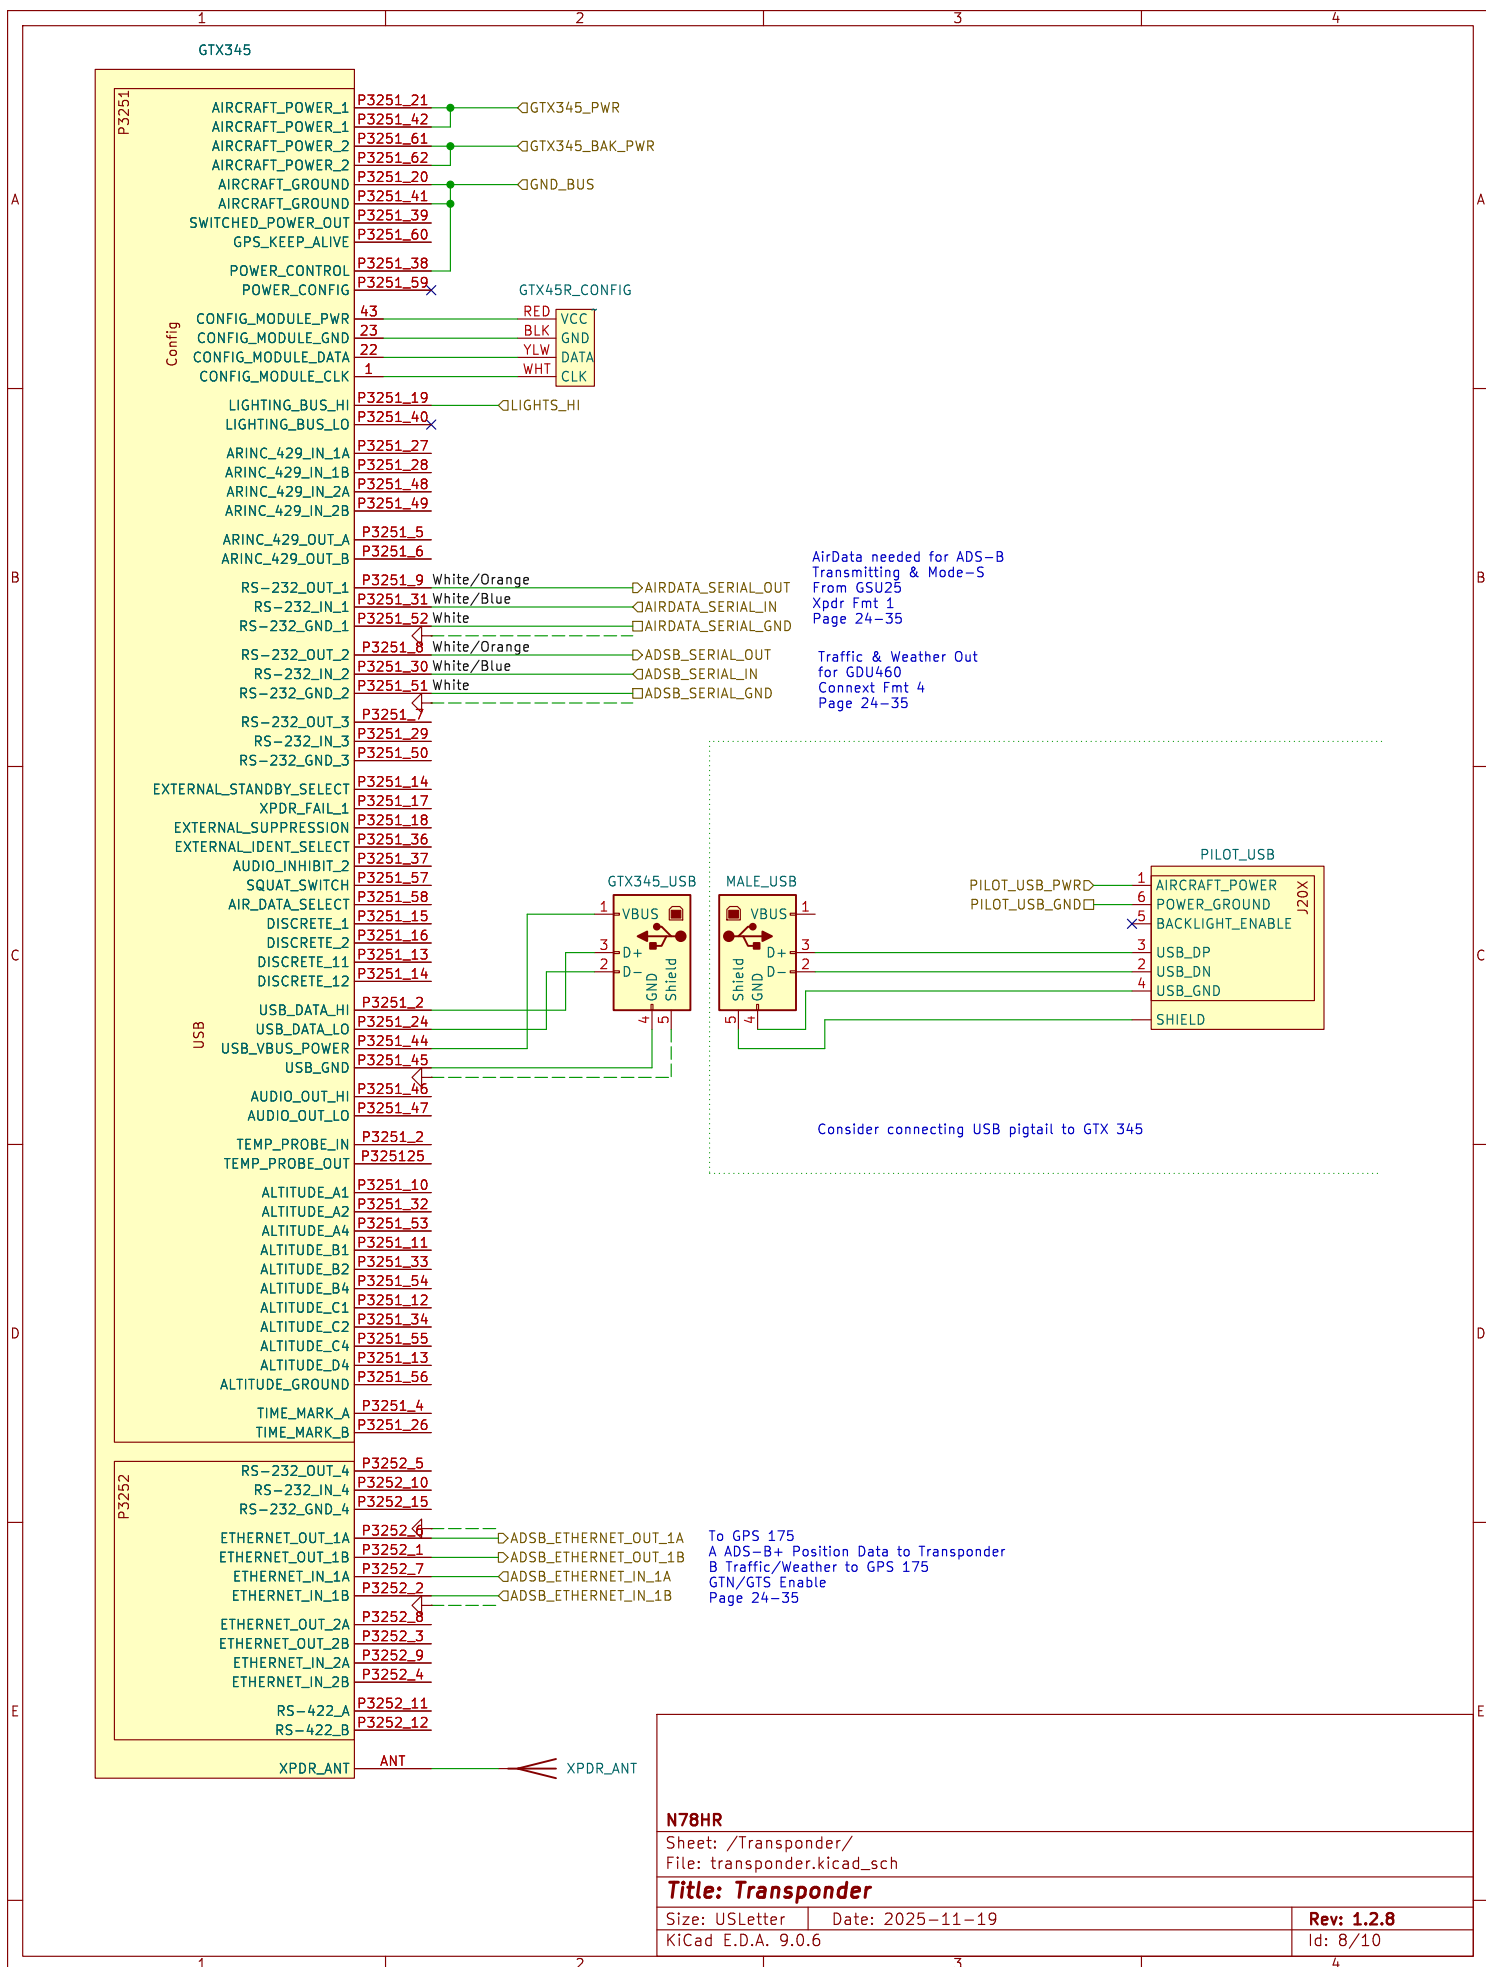 1 2 3 4
GTX345
P3251
AIRCRAFT_POWER_1 P3251_21 GTX345_PWR
AIRCRAFT_POWER_1 P3251_42
AIRCRAFT_POWER_2 P3251_61 GTX345_BAK_PWR
AIRCRAFT_POWER_2 P3251_62
AIRCRAFT_GROUND P3251_20 GND_BUS
A AIRCRAFT_GROUND P3251_41 A
SWITCHED_POWER_OUT P3251_39
GPS_KEEP_ALIVE P3251_60
POWER_CONTROL P3251_38
POWER_CONFIG P3251_59
GTX45R_CONFIG
Config
CONFIG_MODULE_PWR 43 RED VCC
CONFIG_MODULE_GND 23 BLK GND
CONFIG_MODULE_DATA 22 YLW DATA
CONFIG_MODULE_CLK 1 WHT CLK
LIGHTING_BUS_HI P3251_19 LIGHTS_HI
LIGHTING_BUS_LO P3251_40
ARINC_429_IN_1A P3251_27
ARINC_429_IN_1B P3251_28
ARINC_429_IN_2A P3251_48
ARINC_429_IN_2B P3251_49
ARINC_429_OUT_A P3251_5
ARINC_429_OUT_B P3251_6
B B
RS-232_OUT_1 P3251_9 White/Orange AIRDATA_SERIAL_OUT
RS-232_IN_1 P3251_31 White/Blue AIRDATA_SERIAL_IN
RS-232_GND_1 P3251_52 White AIRDATA_SERIAL_GND
AirData needed for ADS-B
Transmitting & Mode-S
From GSU25
Xpdr Fmt 1
Page 24-35
RS-232_OUT_2 P3251_8 White/Orange ADSB_SERIAL_OUT
RS-232_IN_2 P3251_30 White/Blue ADSB_SERIAL_IN
RS-232_GND_2 P3251_51 White ADSB_SERIAL_GND
Traffic & Weather Out
for GDU460
Connext Fmt 4
Page 24-35
RS-232_OUT_3 P3251_7
RS-232_IN_3 P3251_29
RS-232_GND_3 P3251_50
EXTERNAL_STANDBY_SELECT P3251_14
XPDR_FAIL_1 P3251_17
EXTERNAL_SUPPRESSION P3251_18
EXTERNAL_IDENT_SELECT P3251_36
AUDIO_INHIBIT_2 P3251_37
SQUAT_SWITCH P3251_57
AIR_DATA_SELECT P3251_58
DISCRETE_1 P3251_15
DISCRETE_2 P3251_16
DISCRETE_11 P3251_13
DISCRETE_12 P3251_14
C C
GTX345_USB
1 VBUS
3 D+
2 D-
GND
Shield
4 5
MALE_USB
VBUS 1
D+ 3
D- 2
Shield
GND
5 4
PILOT_USB
J20X
PILOT_USB_PWR 1 AIRCRAFT_POWER
PILOT_USB_GND 6 POWER_GROUND
5 BACKLIGHT_ENABLE
3 USB_DP
2 USB_DN
4 USB_GND
SHIELD
USB
USB_DATA_HI P3251_2
USB_DATA_LO P3251_24
USB_VBUS_POWER P3251_44
USB_GND P3251_45
AUDIO_OUT_HI P3251_46
AUDIO_OUT_LO P3251_47
Consider connecting USB pigtail to GTX 345
TEMP_PROBE_IN P3251_2
TEMP_PROBE_OUT P325125
ALTITUDE_A1 P3251_10
ALTITUDE_A2 P3251_32
ALTITUDE_A4 P3251_53
ALTITUDE_B1 P3251_11
ALTITUDE_B2 P3251_33
ALTITUDE_B4 P3251_54
ALTITUDE_C1 P3251_12
ALTITUDE_C2 P3251_34
D D
ALTITUDE_C4 P3251_55
ALTITUDE_D4 P3251_13
ALTITUDE_GROUND P3251_56
TIME_MARK_A P3251_4
TIME_MARK_B P3251_26
P3252
RS-232_OUT_4 P3252_5
RS-232_IN_4 P3252_10
RS-232_GND_4 P3252_15
ETHERNET_OUT_1A P3252_6 ADSB_ETHERNET_OUT_1A
ETHERNET_OUT_1B P3252_1 ADSB_ETHERNET_OUT_1B
ETHERNET_IN_1A P3252_7 ADSB_ETHERNET_IN_1A
ETHERNET_IN_1B P3252_2 ADSB_ETHERNET_IN_1B
To GPS 175
A ADS-B+ Position Data to Transponder
B Traffic/Weather to GPS 175
GTN/GTS Enable
Page 24-35
ETHERNET_OUT_2A P3252_8
ETHERNET_OUT_2B P3252_3
ETHERNET_IN_2A P3252_9
ETHERNET_IN_2B P3252_4
E E
RS-422_A P3252_11
RS-422_B P3252_12
XPDR_ANT ANT XPDR_ANT
N78HR
Sheet: /Transponder/
File: transponder.kicad_sch
Title: Transponder
Size: USLetter Date: 2025-11-19 Rev: 1.2.8
KiCad E.D.A. 9.0.6 Id: 8/10
1 2 3 4